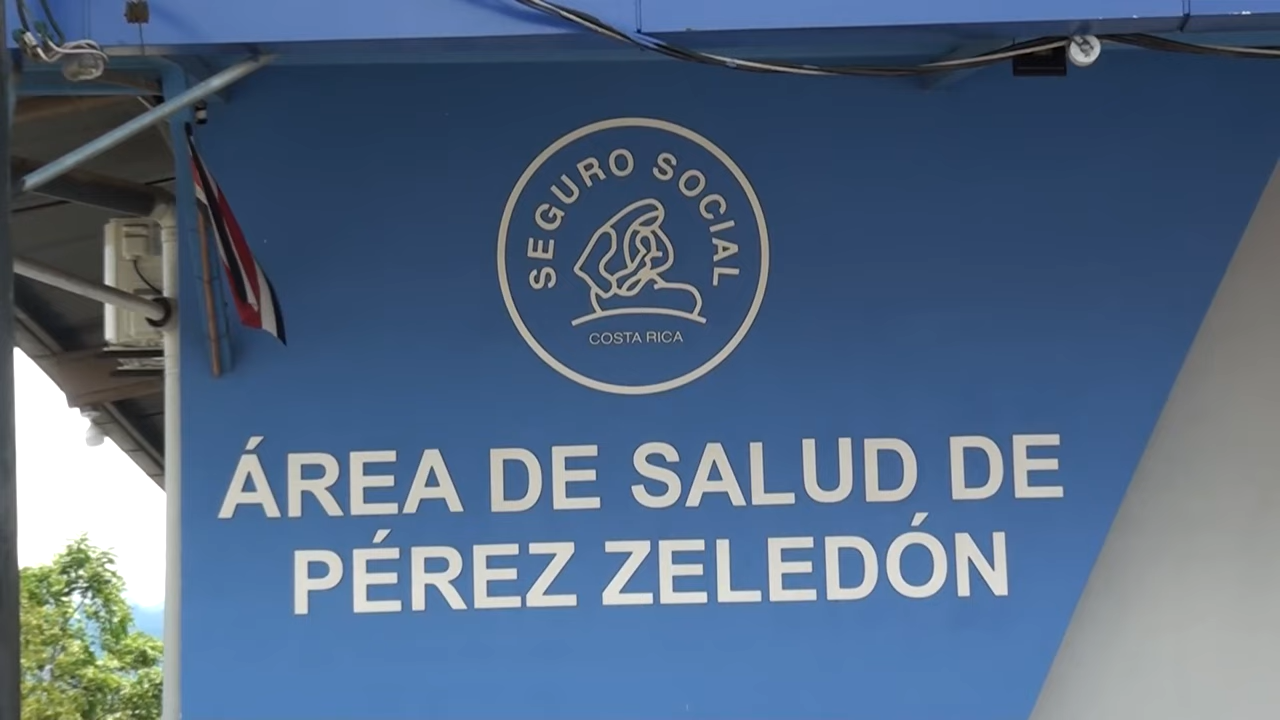 SEGURO SOCIAL
COSTA RICA
ÁREA DE SALUD DE
PÉREZ ZELEDÓN